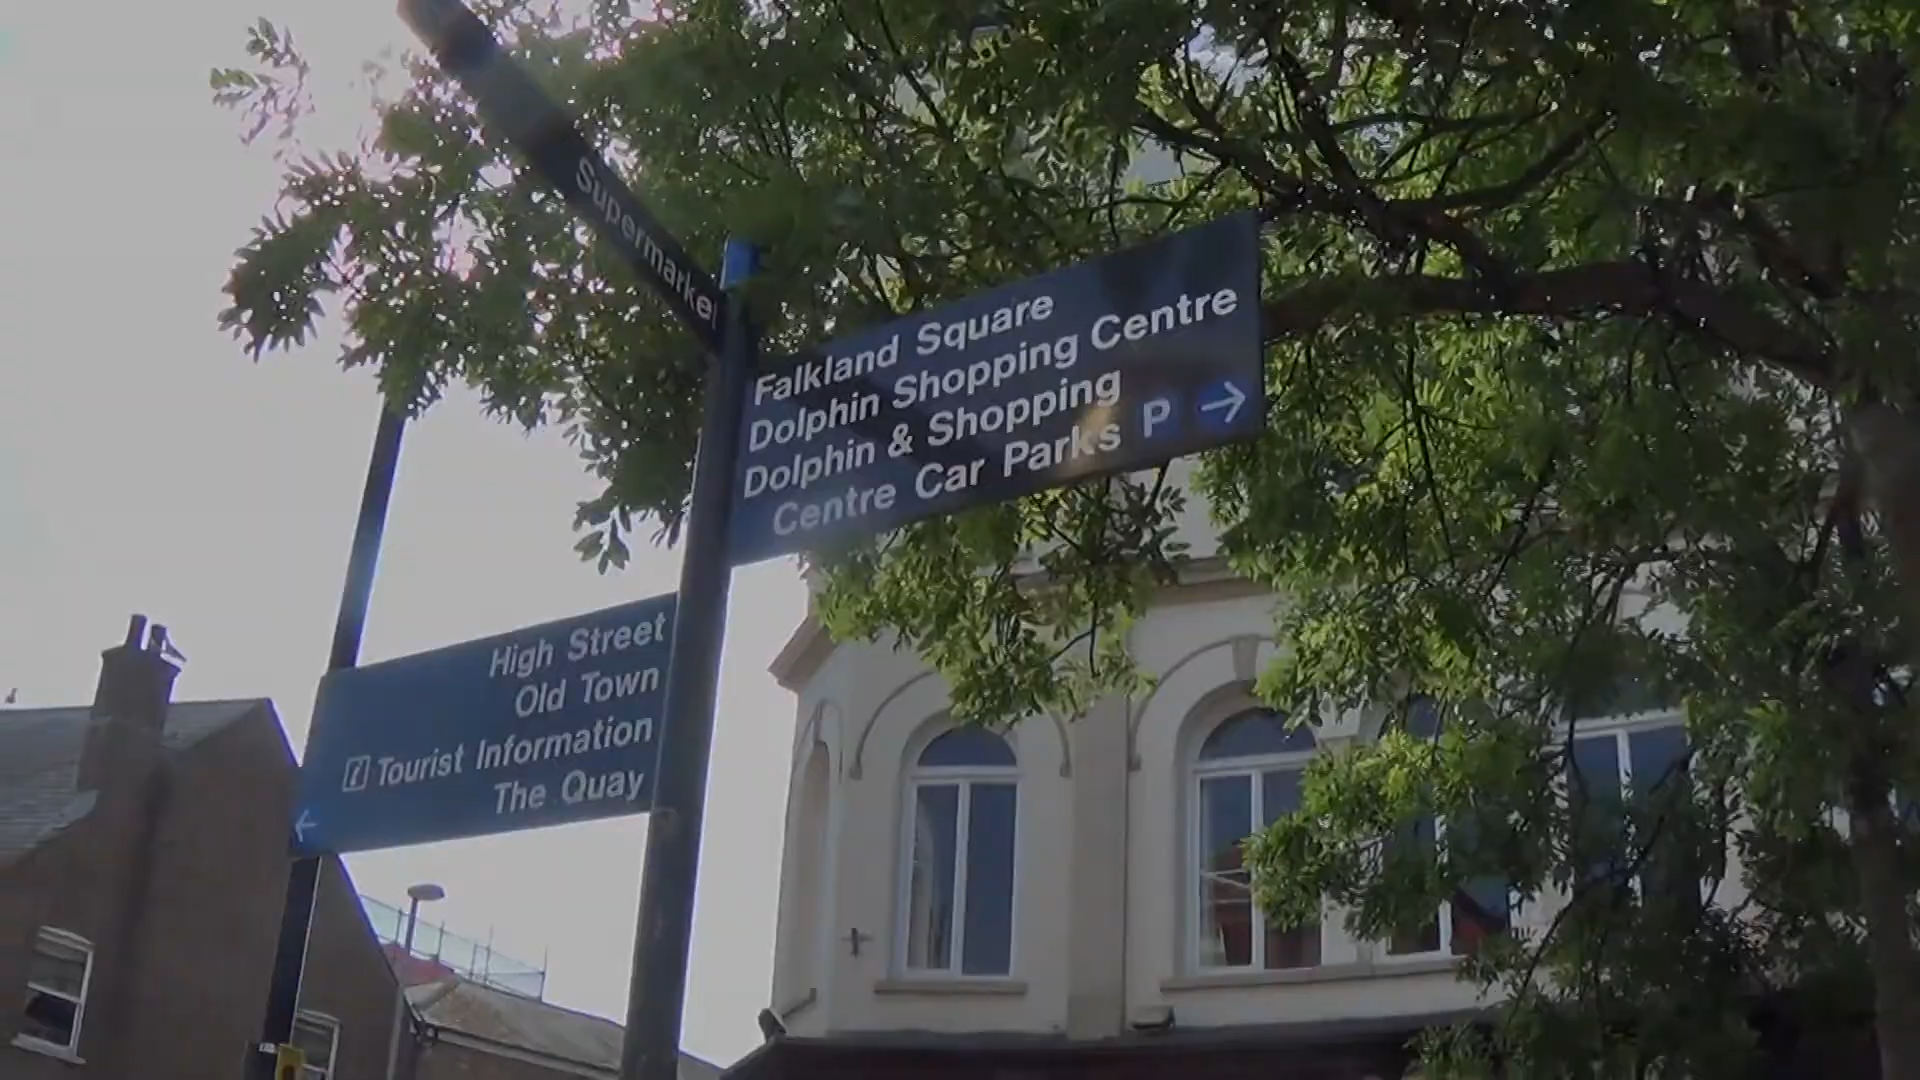 Supermarket
Falkland Square
Dolphin Shopping Centre
Dolphin & Shopping
Centre Car Parks P →
High Street
Old Town
i Tourist Information
The Quay
←